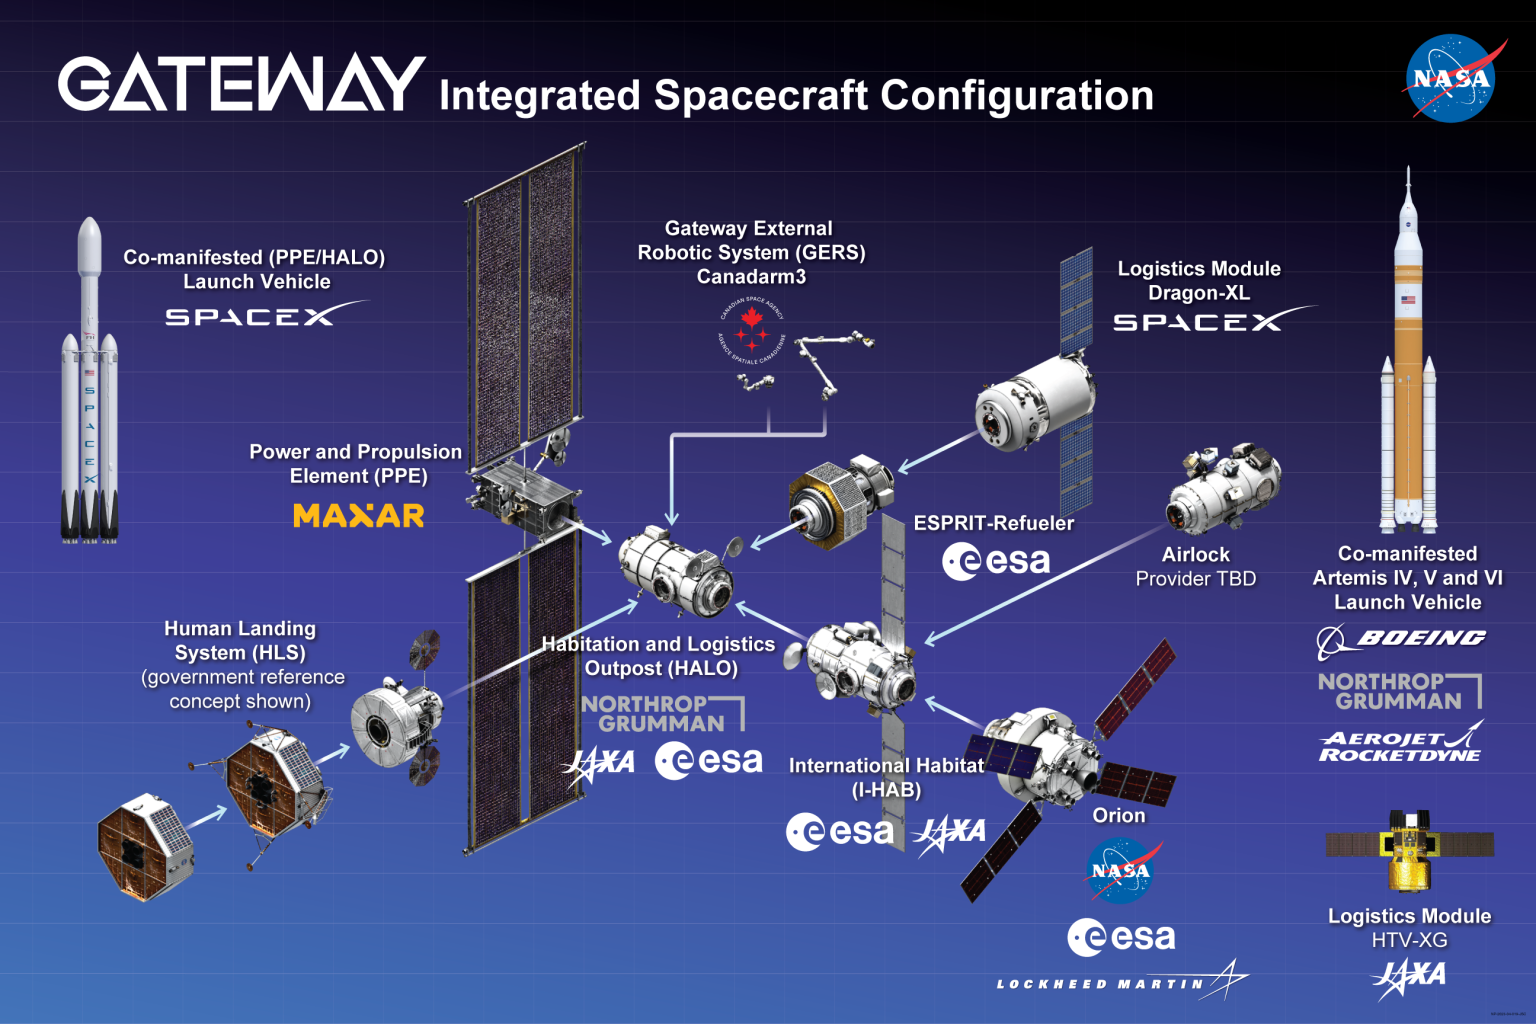 GATEWAY Integrated Spacecraft Configuration
NASA
Co-manifested (PPE/HALO)
Launch Vehicle
SPACEX
SPACEX
Power and Propulsion
Element (PPE)
MAXAR
Gateway External
Robotic System (GERS)
Canadarm3
CANADIAN SPACE AGENCY
AGENCE SPATIALE CANADIENNE
Logistics Module
Dragon-XL
SPACEX
ESPRIT-Refueler
esa
Airlock
Provider TBD
Co-manifested
Artemis IV, V and VI
Launch Vehicle
BOEING
NORTHROP
GRUMMAN
AEROJET
ROCKETDYNE
Human Landing
System (HLS)
(government reference
concept shown)
Habitation and Logistics
Outpost (HALO)
NORTHROP
GRUMMAN
JAXA esa
International Habitat
(I-HAB)
esa JAXA
Orion
NASA
esa
LOCKHEED MARTIN
Logistics Module
HTV-XG
JAXA